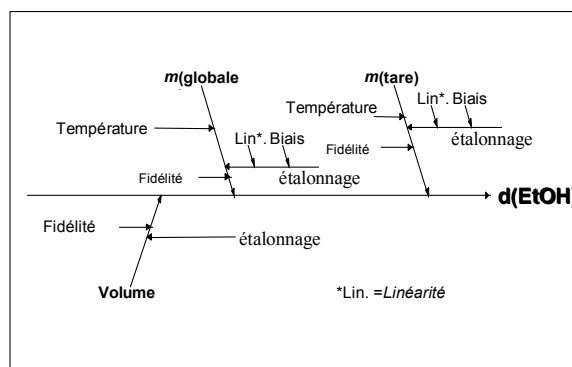 m(globale
m(tare)
Température
Lin*. Biais
étalonnage
Fidélité
Température
Lin*. Biais
étalonnage
Fidélité
d(EtOH)
Fidélité
étalonnage
Volume
*Lin. =Linéarité